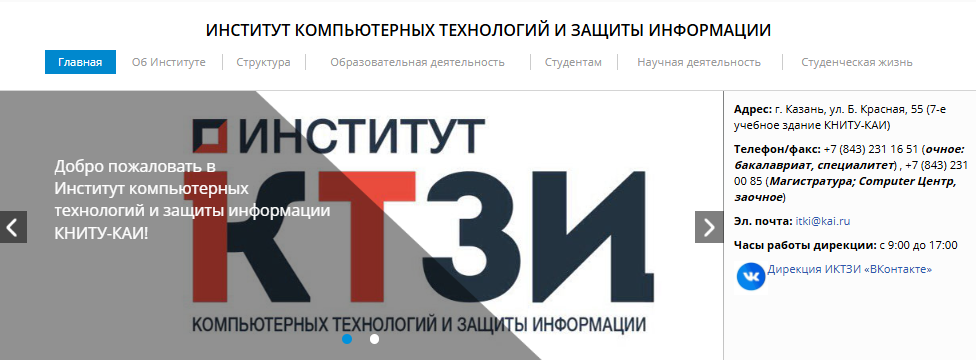 ИНСТИТУТ КОМПЬЮТЕРНЫХ ТЕХНОЛОГИЙ И ЗАЩИТЫ ИНФОРМАЦИИ
Главная Об Институте Структура Образовательная деятельность Студентам Научная деятельность Студенческая жизнь
ИНСТИТУТ
ИКТЗИ
КОМПЬЮТЕРНЫХ ТЕХНОЛОГИЙ И ЗАЩИТЫ ИНФОРМАЦИИ
Добро пожаловать в
Институт компьютерных
технологий и защиты информации
КНИТУ-КАИ!
Адрес: г. Казань, ул. Б. Красная, 55 (7-е
учебное здание КНИТУ-КАИ)
Телефон/факс: +7 (843) 231 16 51 (очное:
бакалавриат, специалитет) , +7 (843) 231
00 85 (Магистратура; Computer Центр,
заочное)
Эл. почта: itki@kai.ru
Часы работы дирекции: с 9:00 до 17:00
Дирекция ИКТЗИ «ВКонтакте»